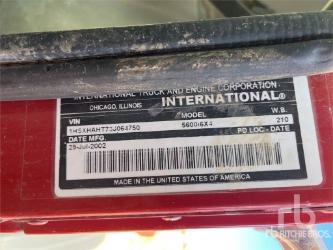 INTERNATIONAL TRUCK AND ENGINE CORPORATION
CHICAGO, ILLINOIS INTERNATIONAL®
VIN MODEL W.B.
1HSXHAHT73J064750 5600I6X4 210
DATE MFG. PD LOC - DATE
29-Jul-2002
MADE IN THE UNITED STATES OF AMERICA
rb
RITCHIE BROS